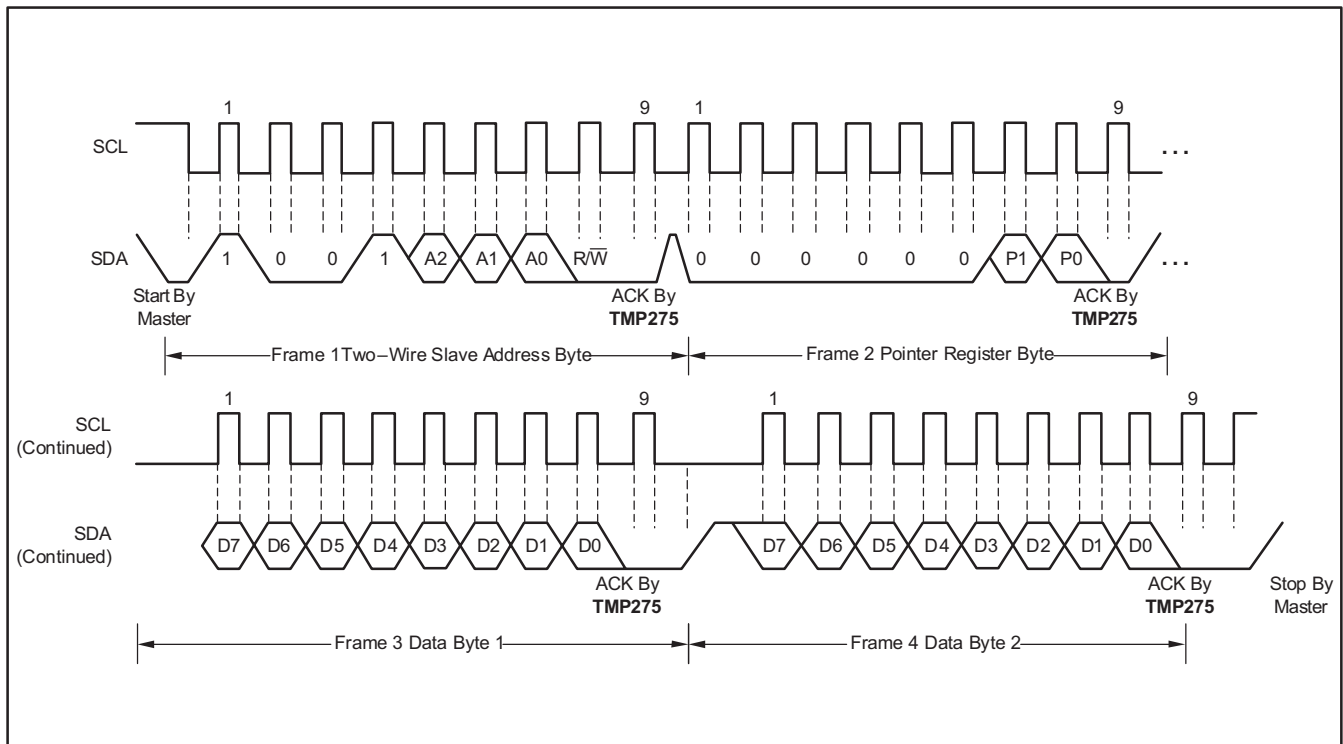 1 9 1 9
SCL ...
SDA 1 0 0 1 A2 A1 A0 R/W̅ 0 0 0 0 0 0 P1 P0 ...
Start By Master
ACK By TMP275
ACK By TMP275
Frame 1 Two–Wire Slave Address Byte
Frame 2 Pointer Register Byte
1 9 1 9
SCL (Continued)
SDA (Continued) D7 D6 D5 D4 D3 D2 D1 D0 D7 D6 D5 D4 D3 D2 D1 D0
ACK By TMP275
ACK By TMP275
Stop By Master
Frame 3 Data Byte 1
Frame 4 Data Byte 2